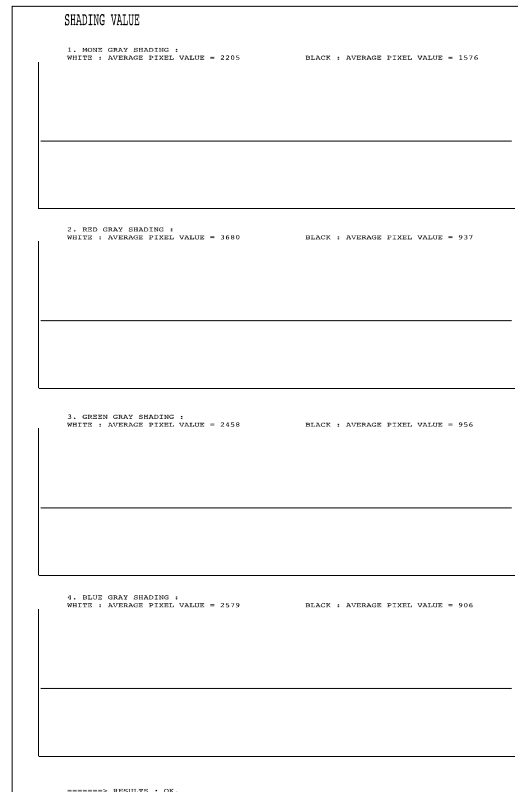 SHADING VALUE
1. MONE GRAY SHADING :
WHITE : AVERAGE PIXEL VALUE = 2205 BLACK : AVERAGE PIXEL VALUE = 1576
2. RED GRAY SHADING :
WHITE : AVERAGE PIXEL VALUE = 3680 BLACK : AVERAGE PIXEL VALUE = 937
3. GREEN GRAY SHADING :
WHITE : AVERAGE PIXEL VALUE = 2458 BLACK : AVERAGE PIXEL VALUE = 956
4. BLUE GRAY SHADING :
WHITE : AVERAGE PIXEL VALUE = 2579 BLACK : AVERAGE PIXEL VALUE = 906
=======> RESULTS : OK.